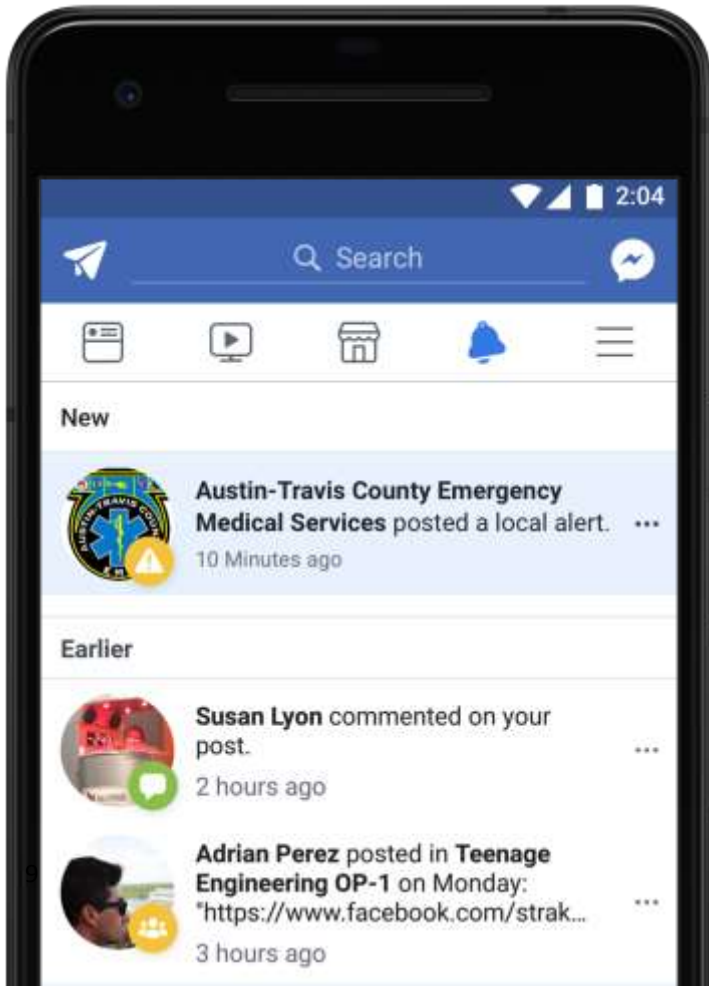 2:04
Search
New
Austin-Travis County Emergency
Medical Services posted a local alert.
10 Minutes ago
Earlier
Susan Lyon commented on your
post.
2 hours ago
Adrian Perez posted in Teenage
Engineering OP-1 on Monday:
"https://www.facebook.com/strak...
3 hours ago
9